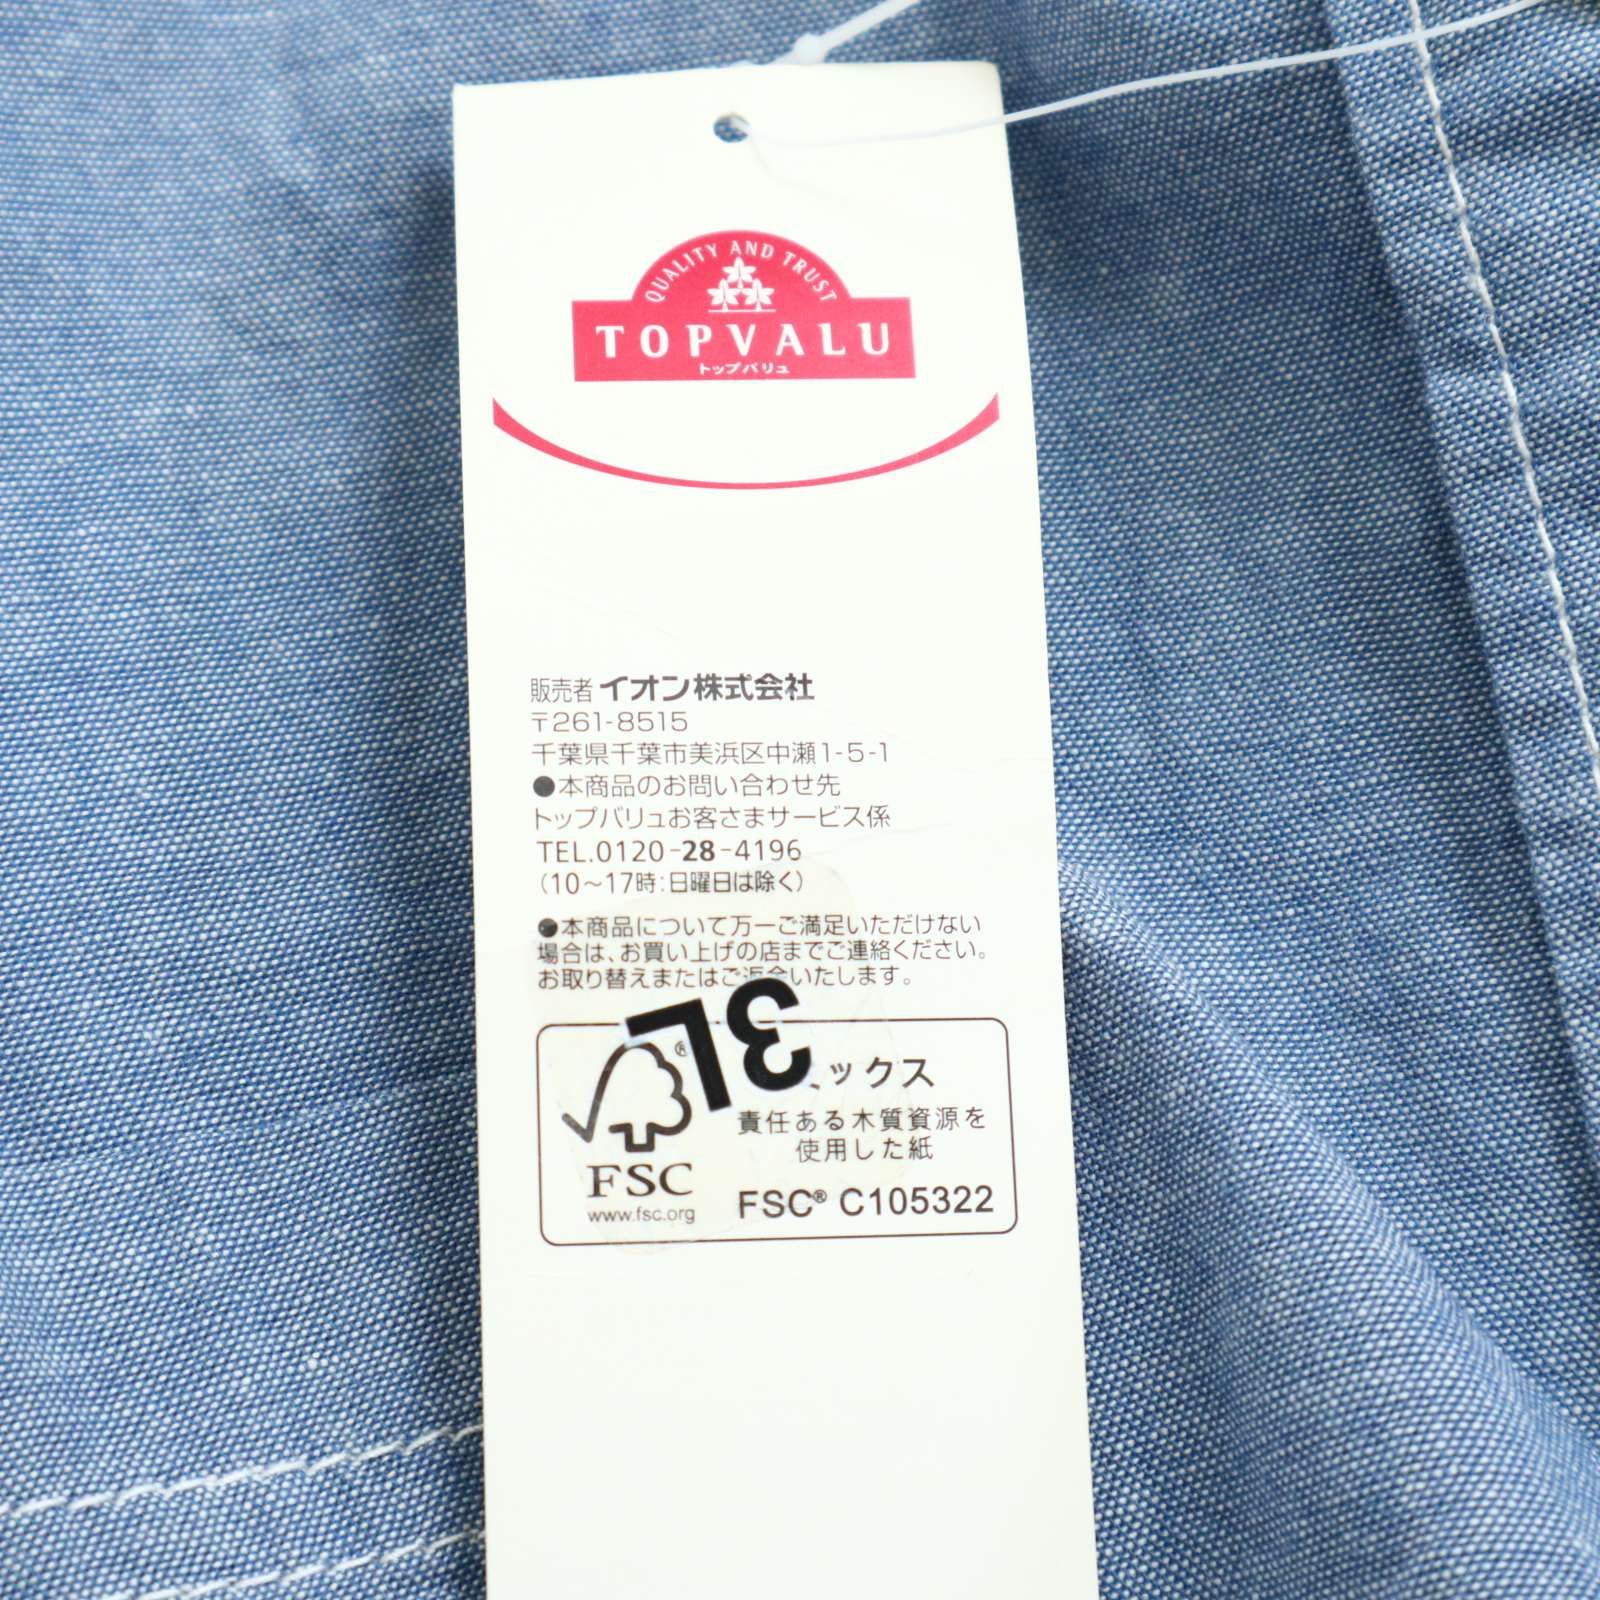 QUALITY AND TRUST
TOPVALU
トップバリュ
販売者 イオン株式会社
〒261-8515
千葉県千葉市美浜区中瀬1-5-1
●本商品のお問い合わせ先
トップバリュお客さまサービス係
TEL.0120-28-4196
(10〜17時:日曜日は除く)
●本商品について万一ご満足いただけない
場合は、お買い上げの店までご連絡ください。
お取り替えまたはご返金いたします。
3L
ックス
責任ある木質資源を
使用した紙
FSC
www.fsc.org
FSC® C105322